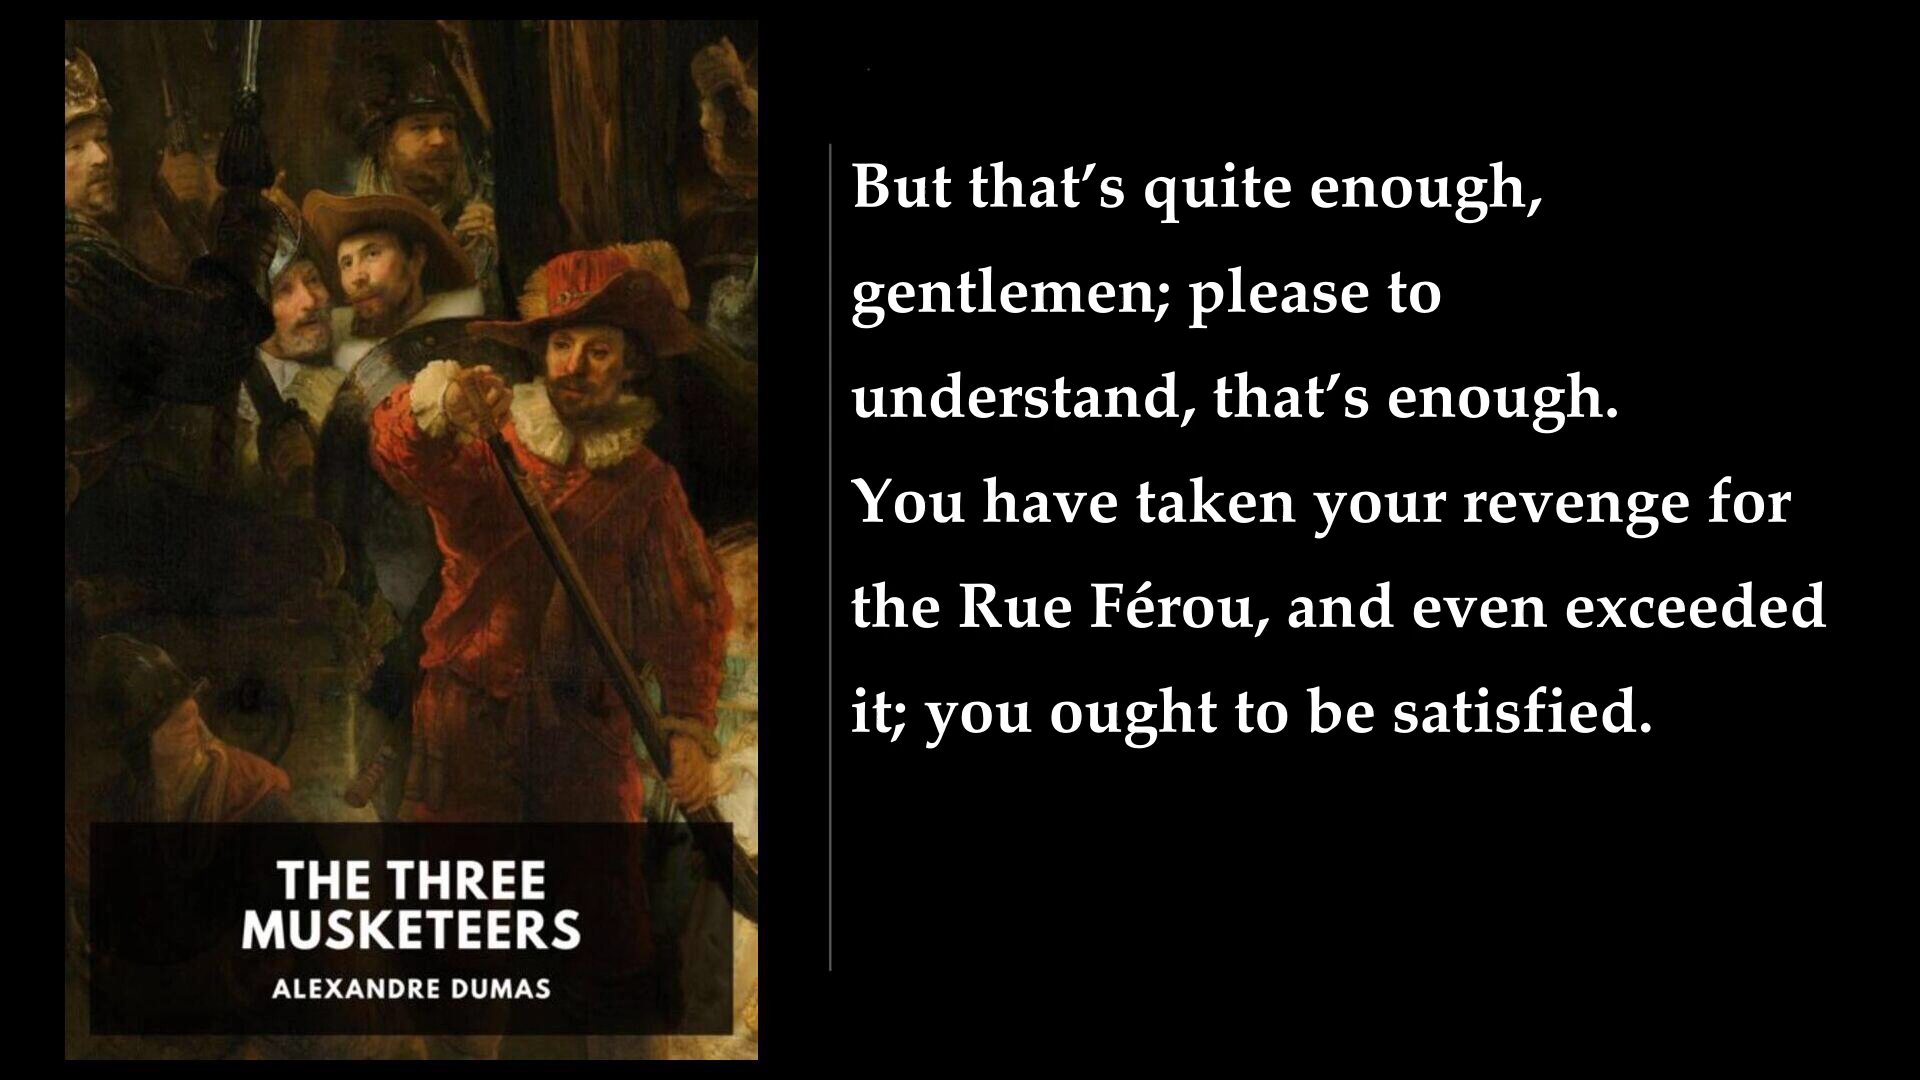 THE THREE
MUSKETEERS
ALEXANDRE DUMAS
But that’s quite enough,
gentlemen; please to
understand, that’s enough.
You have taken your revenge for
the Rue Férou, and even exceeded
it; you ought to be satisfied.